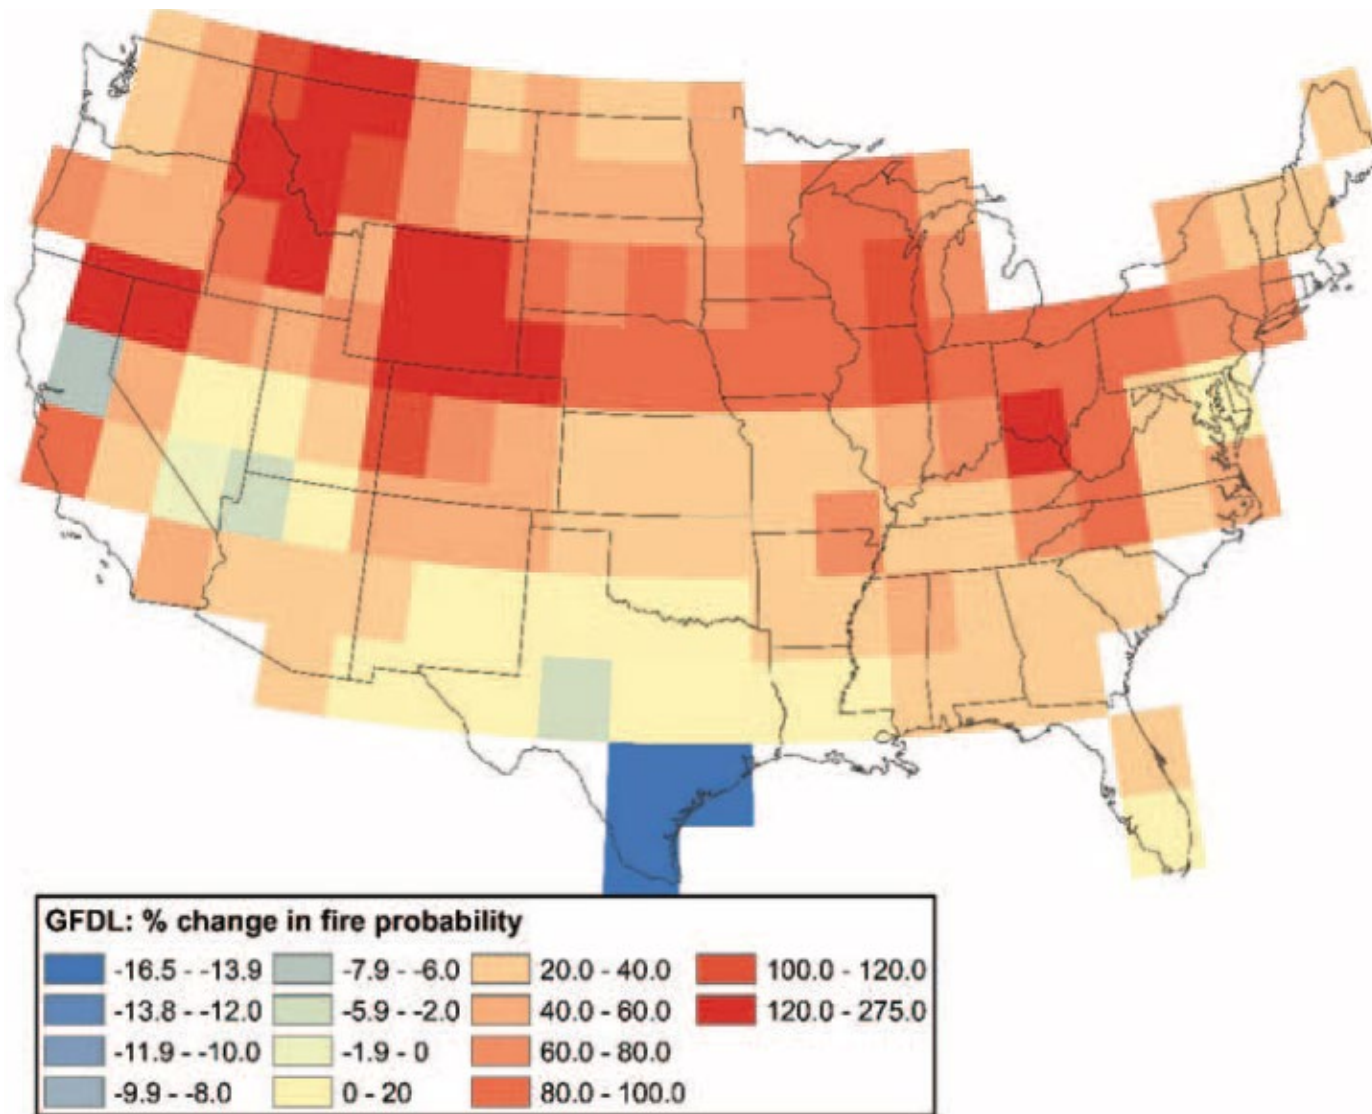 GFDL: % change in fire probability
-16.5 - -13.9 -7.9 - -6.0 20.0 - 40.0 100.0 - 120.0
-13.8 - -12.0 -5.9 - -2.0 40.0 - 60.0 120.0 - 275.0
-11.9 - -10.0 -1.9 - 0 60.0 - 80.0
-9.9 - -8.0 0 - 20 80.0 - 100.0